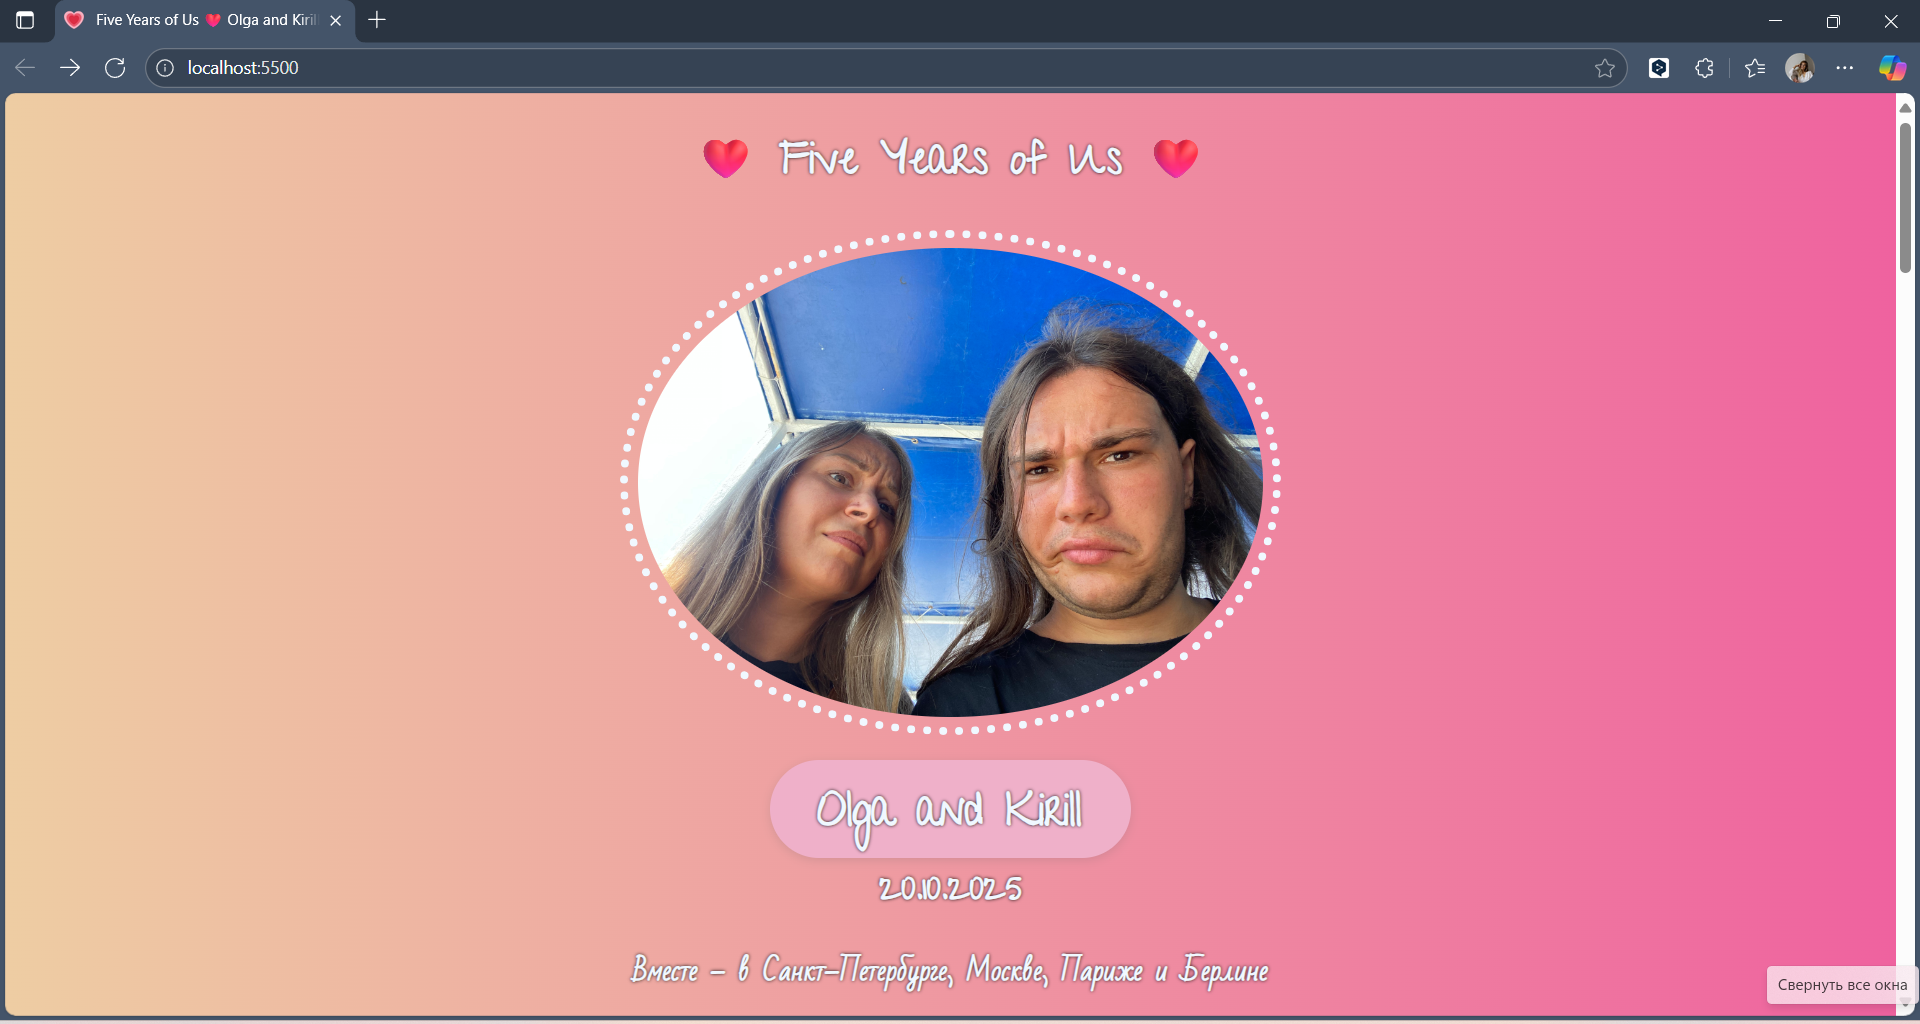 Five Years of Us ❤️ Olga and Kiril
localhost:5500
Five Years of Us
Olga and Kirill
20.10.2025
Вместе – в Санкт-Петербурге, Москве, Париже и Берлине
Свернуть все окна